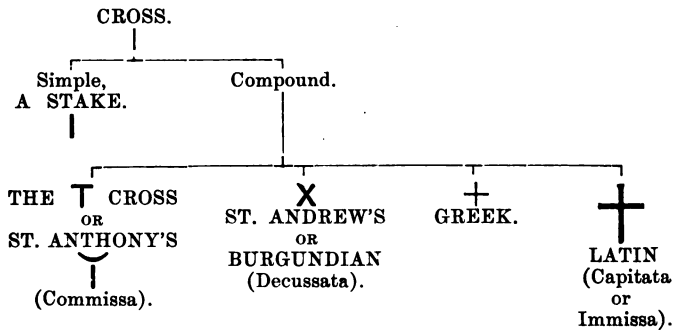 CROSS.
Simple,
A STAKE.
Compound.
THE T CROSS
OR
ST. ANTHONY'S
(Commissa).
X
ST. ANDREW'S
OR
BURGUNDIAN
(Decussata).
GREEK.
LATIN
(Capitata
or
Immissa).